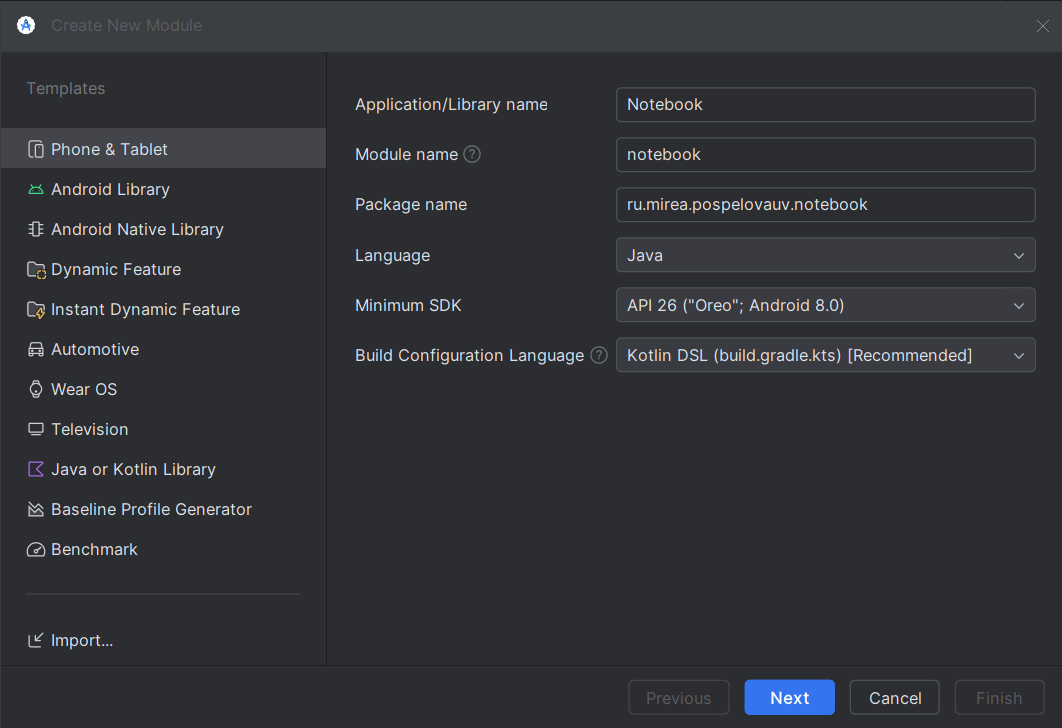 Create New Module
Templates
Phone & Tablet
Android Library
Android Native Library
Dynamic Feature
Instant Dynamic Feature
Automotive
Wear OS
Television
Java or Kotlin Library
Baseline Profile Generator
Benchmark
Import...
Application/Library name Notebook
Module name ? notebook
Package name ru.mirea.pospelovauv.notebook
Language Java
Minimum SDK API 26 ("Oreo"; Android 8.0)
Build Configuration Language ? Kotlin DSL (build.gradle.kts) [Recommended]
Previous Next Cancel Finish